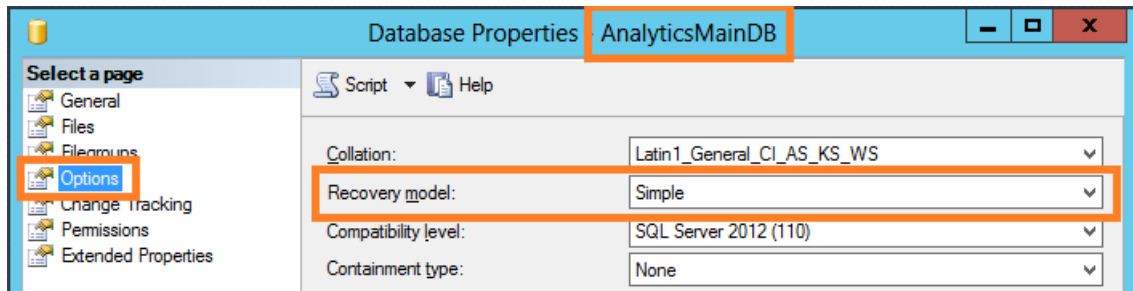 Database Properties - AnalyticsMainDB
Select a page
General
Files
Filegroups
Options
Change Tracking
Permissions
Extended Properties
Script
Help
Collation: Latin1_General_CI_AS_KS_WS
Recovery model: Simple
Compatibility level: SQL Server 2012 (110)
Containment type: None